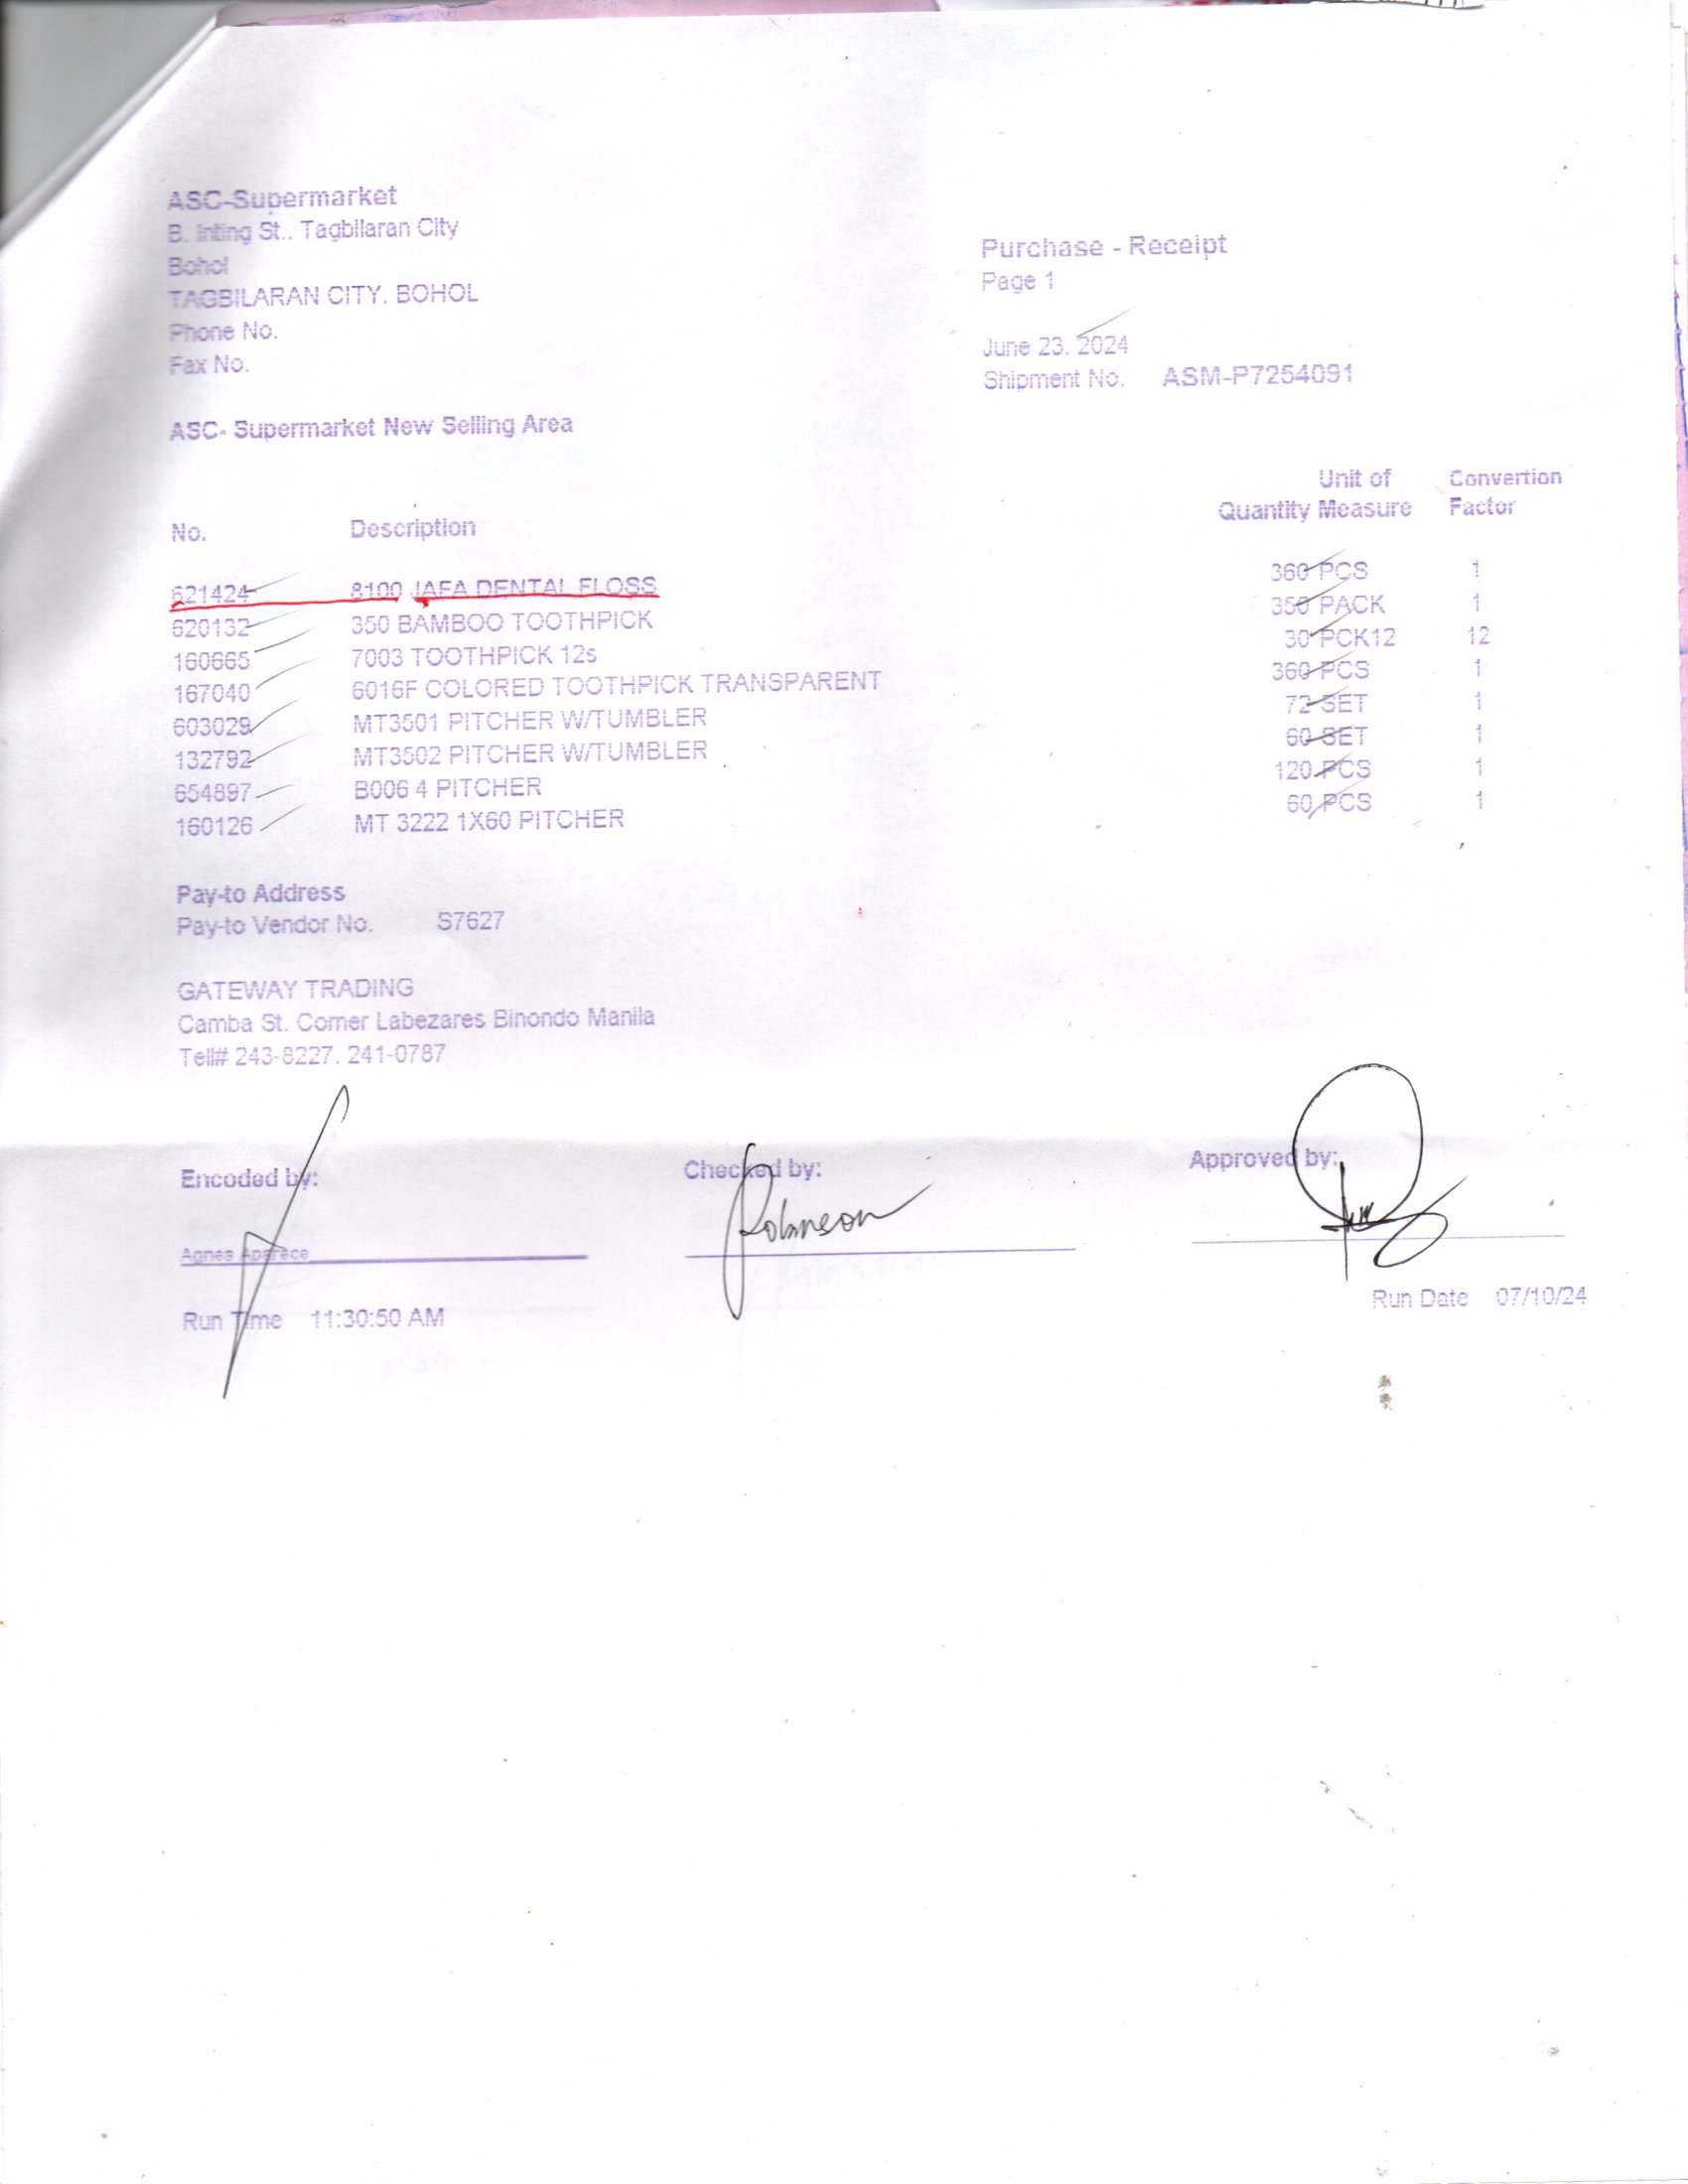 ASC-Supermarket
B. Inting St.. Tagbilaran City
Bohol
TAGBILARAN CITY. BOHOL
Phone No.
Fax No.
Purchase - Receipt
Page 1
June 23. 2024
Shipment No. ASM-P7254091
ASC- Supermarket New Selling Area
No. Description Quantity Unit of Measure Convertion Factor
621424 8100 JAFA DENTAL FLOSS 360 PCS 1
620132 350 BAMBOO TOOTHPICK 350 PACK 1
160665 7003 TOOTHPICK 12s 30 PCK12 12
167040 6016F COLORED TOOTHPICK TRANSPARENT 360 PCS 1
603029 MT3501 PITCHER W/TUMBLER 72 SET 1
132792 MT3502 PITCHER W/TUMBLER 60 SET 1
654897 B006 4 PITCHER 120 PCS 1
160126 MT 3222 1X60 PITCHER 60 PCS 1
Pay-to Address
Pay-to Vendor No. S7627
GATEWAY TRADING
Camba St. Corner Labezares Binondo Manila
Tell# 243-8227. 241-0787
Encoded by: Checked by: Approved by:
Agnes Aparece Robinson
Run Time 11:30:50 AM Run Date 07/10/24